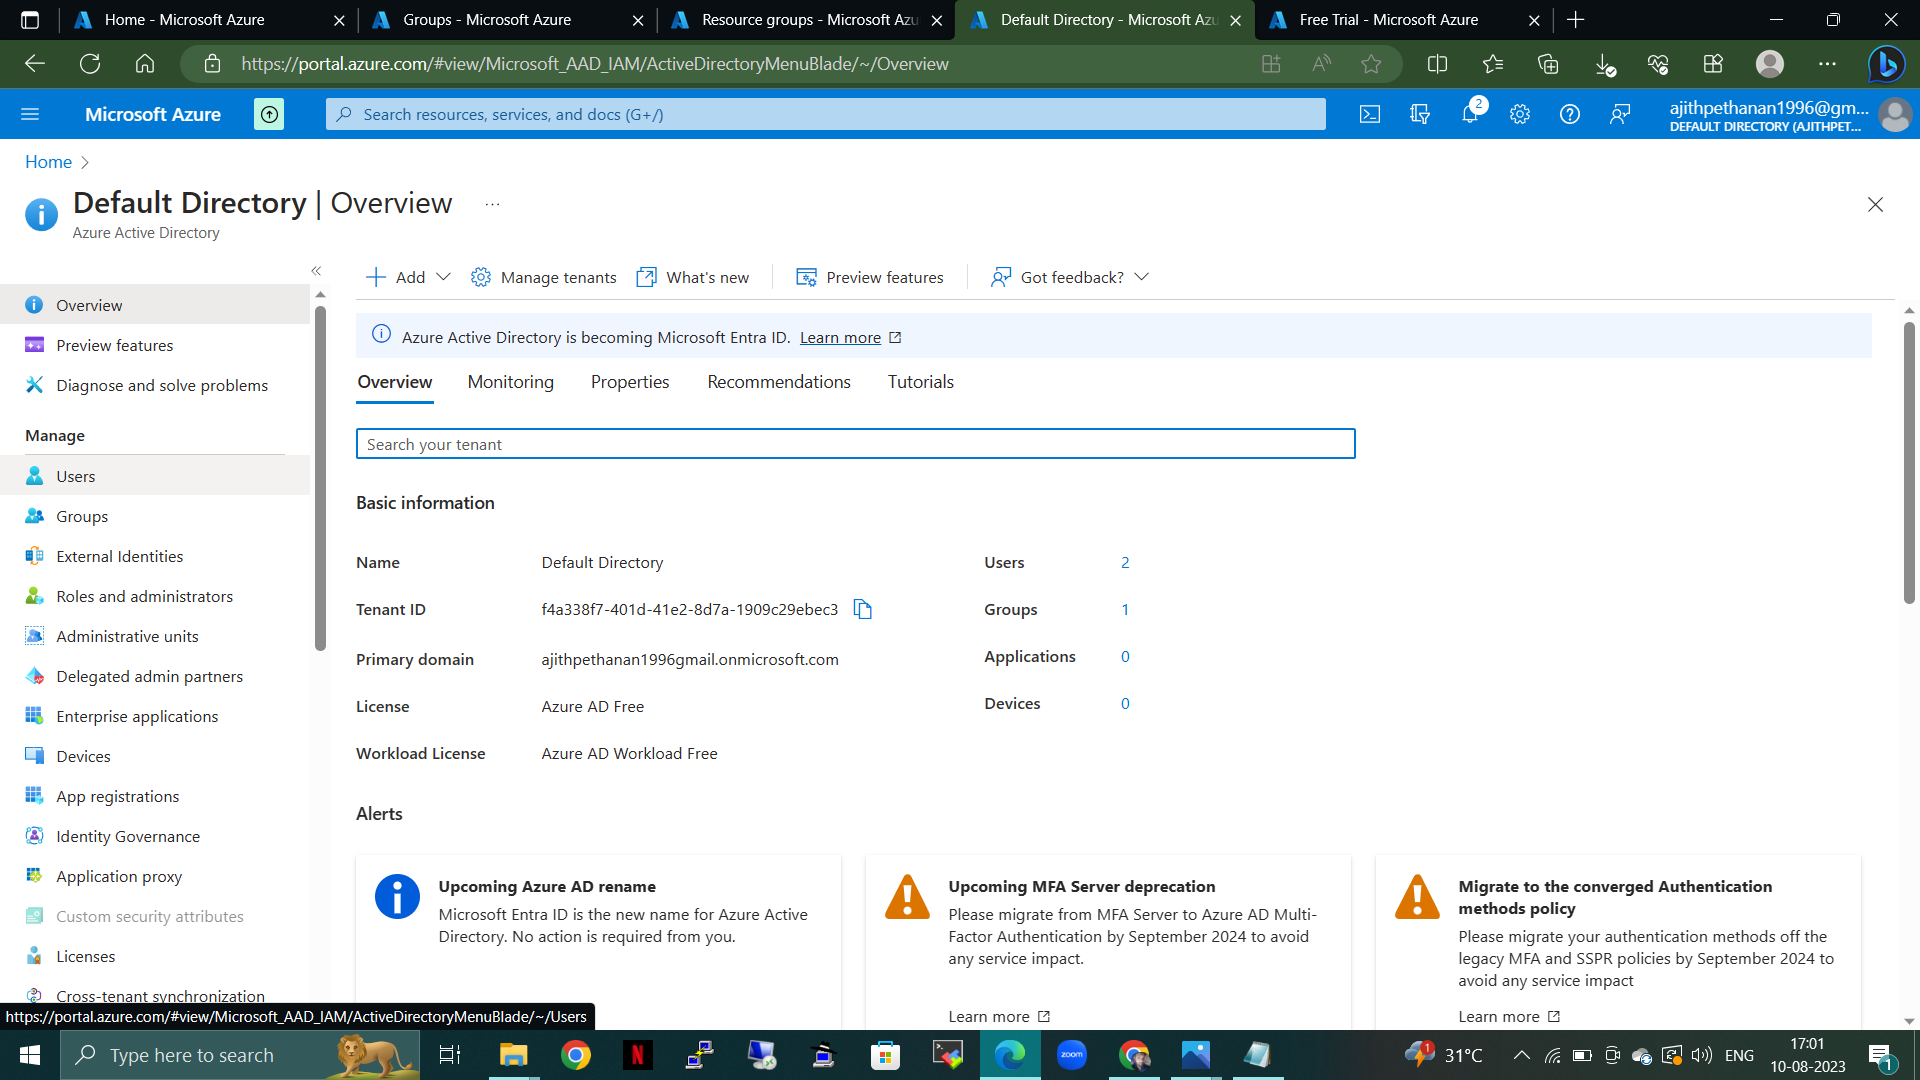 Home - Microsoft Azure
Groups - Microsoft Azure
Resource groups - Microsoft Azu
Default Directory - Microsoft Azu
Free Trial - Microsoft Azure
https://portal.azure.com/#view/Microsoft_AAD_IAM/ActiveDirectoryMenuBlade/~/Overview
Microsoft Azure
Search resources, services, and docs (G+/)
2
ajithpethanan1996@gm...
DEFAULT DIRECTORY (AJITHPET...
Home
Default Directory | Overview ...
Azure Active Directory
Overview
Preview features
Diagnose and solve problems
Manage
Users
Groups
External Identities
Roles and administrators
Administrative units
Delegated admin partners
Enterprise applications
Devices
App registrations
Identity Governance
Application proxy
Custom security attributes
Licenses
Cross-tenant synchronization
Add
Manage tenants
What's new
Preview features
Got feedback?
Azure Active Directory is becoming Microsoft Entra ID. Learn more
Overview
Monitoring
Properties
Recommendations
Tutorials
Search your tenant
Basic information
Name Default Directory
Tenant ID f4a338f7-401d-41e2-8d7a-1909c29ebec3
Primary domain ajithpethanan1996gmail.onmicrosoft.com
License Azure AD Free
Workload License Azure AD Workload Free
Users 2
Groups 1
Applications 0
Devices 0
Alerts
Upcoming Azure AD rename
Microsoft Entra ID is the new name for Azure Active
Directory. No action is required from you.
Upcoming MFA Server deprecation
Please migrate from MFA Server to Azure AD Multi-
Factor Authentication by September 2024 to avoid
any service impact.
Learn more
Migrate to the converged Authentication
methods policy
Please migrate your authentication methods off the
legacy MFA and SSPR policies by September 2024 to
avoid any service impact
Learn more
https://portal.azure.com/#view/Microsoft_AAD_IAM/ActiveDirectoryMenuBlade/~/Users
Type here to search
N
zoom
1
31°C
ENG
17:01
10-08-2023
1